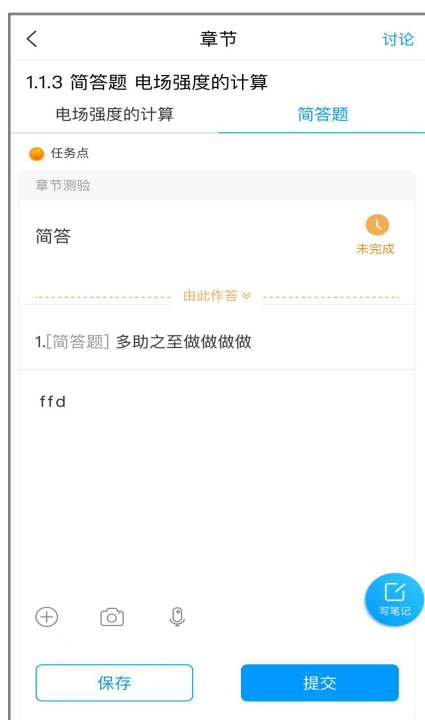 章节 讨论
1.1.3 简答题 电场强度的计算
电场强度的计算 简答题
任务点
章节测验
简答
未完成
由此作答
1.[简答题] 多助之至做做做做
ffd
写笔记
保存 提交